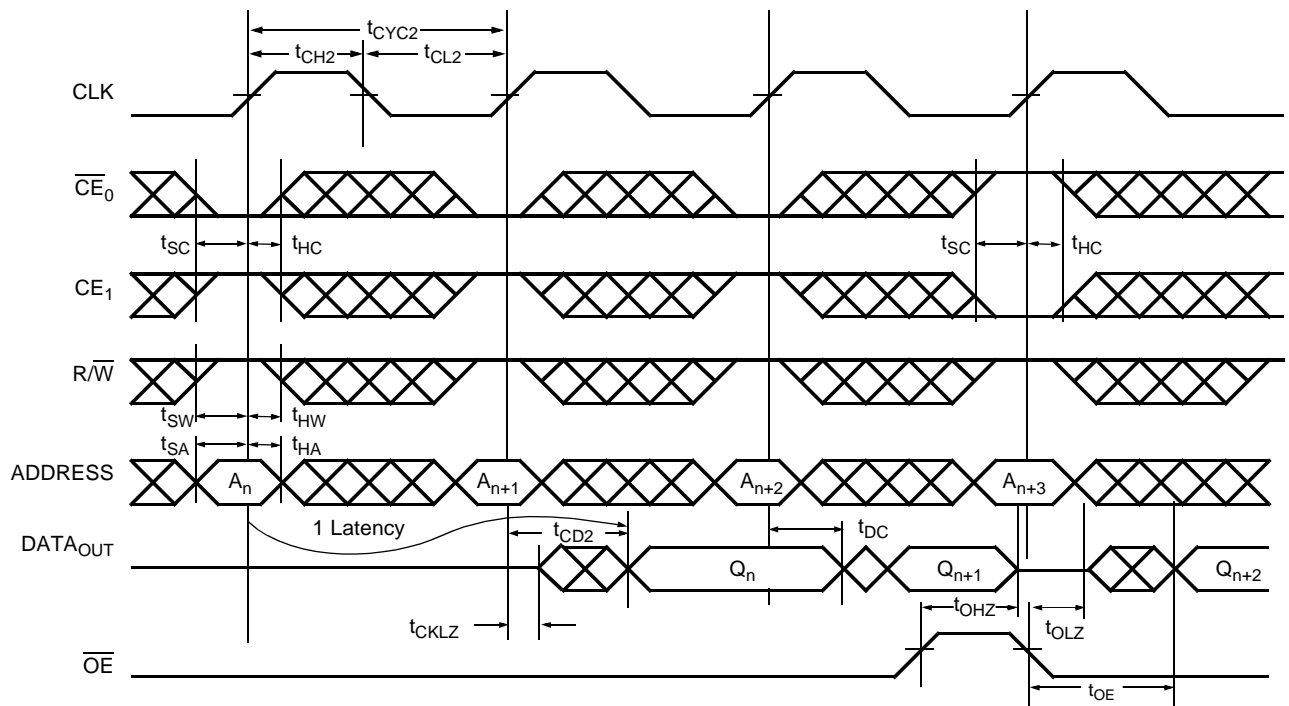 tCYC2
tCH2 tCL2
CLK
CE0
tSC tHC tSC tHC
CE1
R/W
tSW tHW
tSA tHA
ADDRESS An An+1 An+2 An+3
1 Latency tCD2 tDC
DATAOUT Qn Qn+1 Qn+2
tCKLZ tOHZ tOLZ
OE
tOE